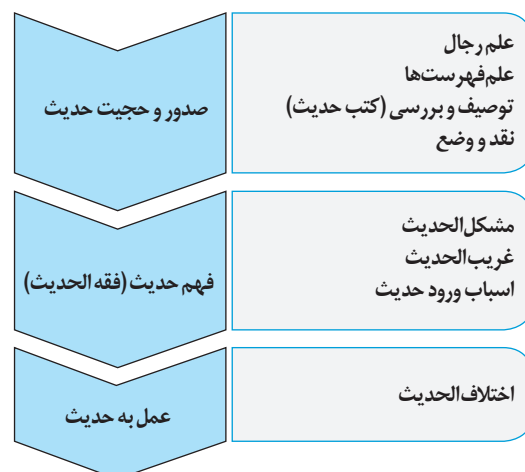 صدور و حجیت حدیث
علم رجال
علم فهرست‌ها
توصیف و بررسی (کتب حدیث)
نقد و وضع
فهم حدیث (فقه الحدیث)
مشکل‌الحدیث
غریب‌الحدیث
اسباب ورود حدیث
عمل به حدیث
اختلاف‌الحدیث